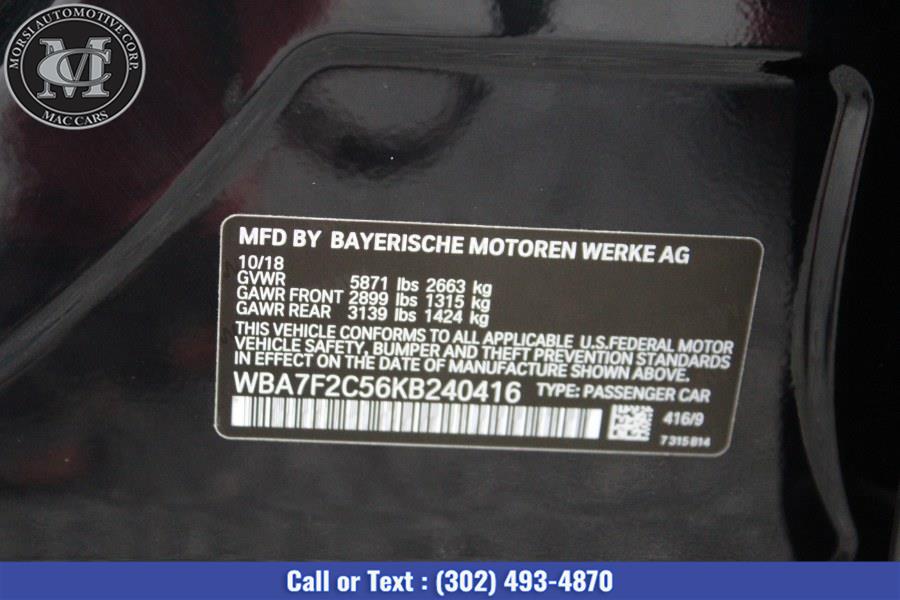 MORSI AUTOMOTIVE CORP.
MC
MAC CARS
MFD BY BAYERISCHE MOTOREN WERKE AG
10/18
GVWR 5871 lbs 2663 kg
GAWR FRONT 2899 lbs 1315 kg
GAWR REAR 3139 lbs 1424 kg
THIS VEHICLE CONFORMS TO ALL APPLICABLE U.S.FEDERAL MOTOR
VEHICLE SAFETY, BUMPER AND THEFT PREVENTION STANDARDS
IN EFFECT ON THE DATE OF MANUFACTURE SHOWN ABOVE.
WBA7F2C56KB240416 TYPE: PASSENGER CAR
416/9
7 315 814
Call or Text : (302) 493-4870